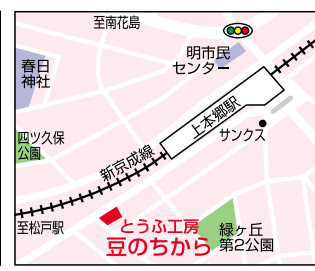 至南花島
明市民
センター
春日
神社
上本郷駅
サンクス
四ツ久保
公園
新京成線
至松戸駅
とうふ工房
豆のちから
緑ヶ丘
第2公園